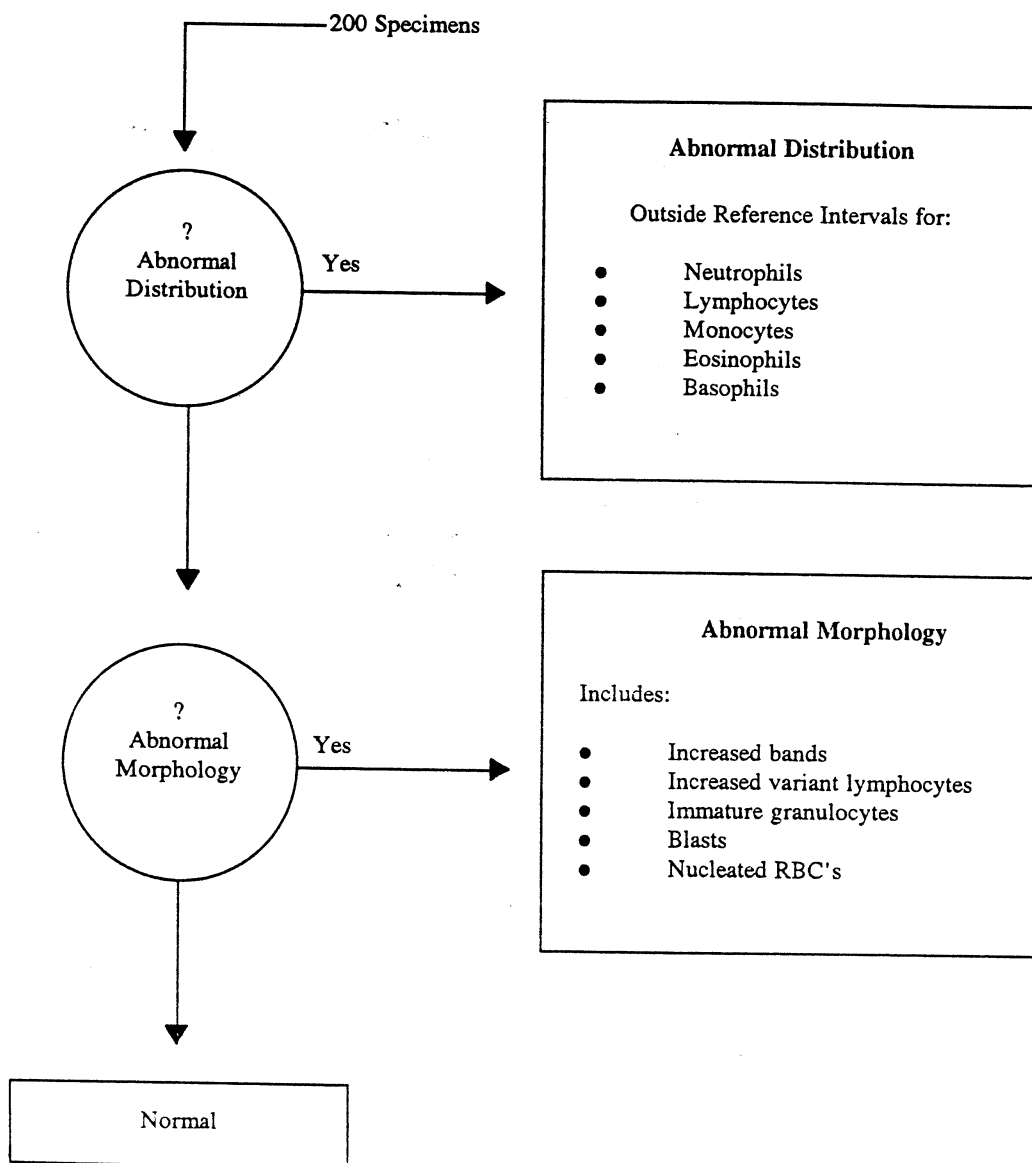 200 Specimens
?
Abnormal
Distribution
Yes
Abnormal Distribution
Outside Reference Intervals for:
● Neutrophils
● Lymphocytes
● Monocytes
● Eosinophils
● Basophils
?
Abnormal
Morphology
Yes
Abnormal Morphology
Includes:
● Increased bands
● Increased variant lymphocytes
● Immature granulocytes
● Blasts
● Nucleated RBC's
Normal